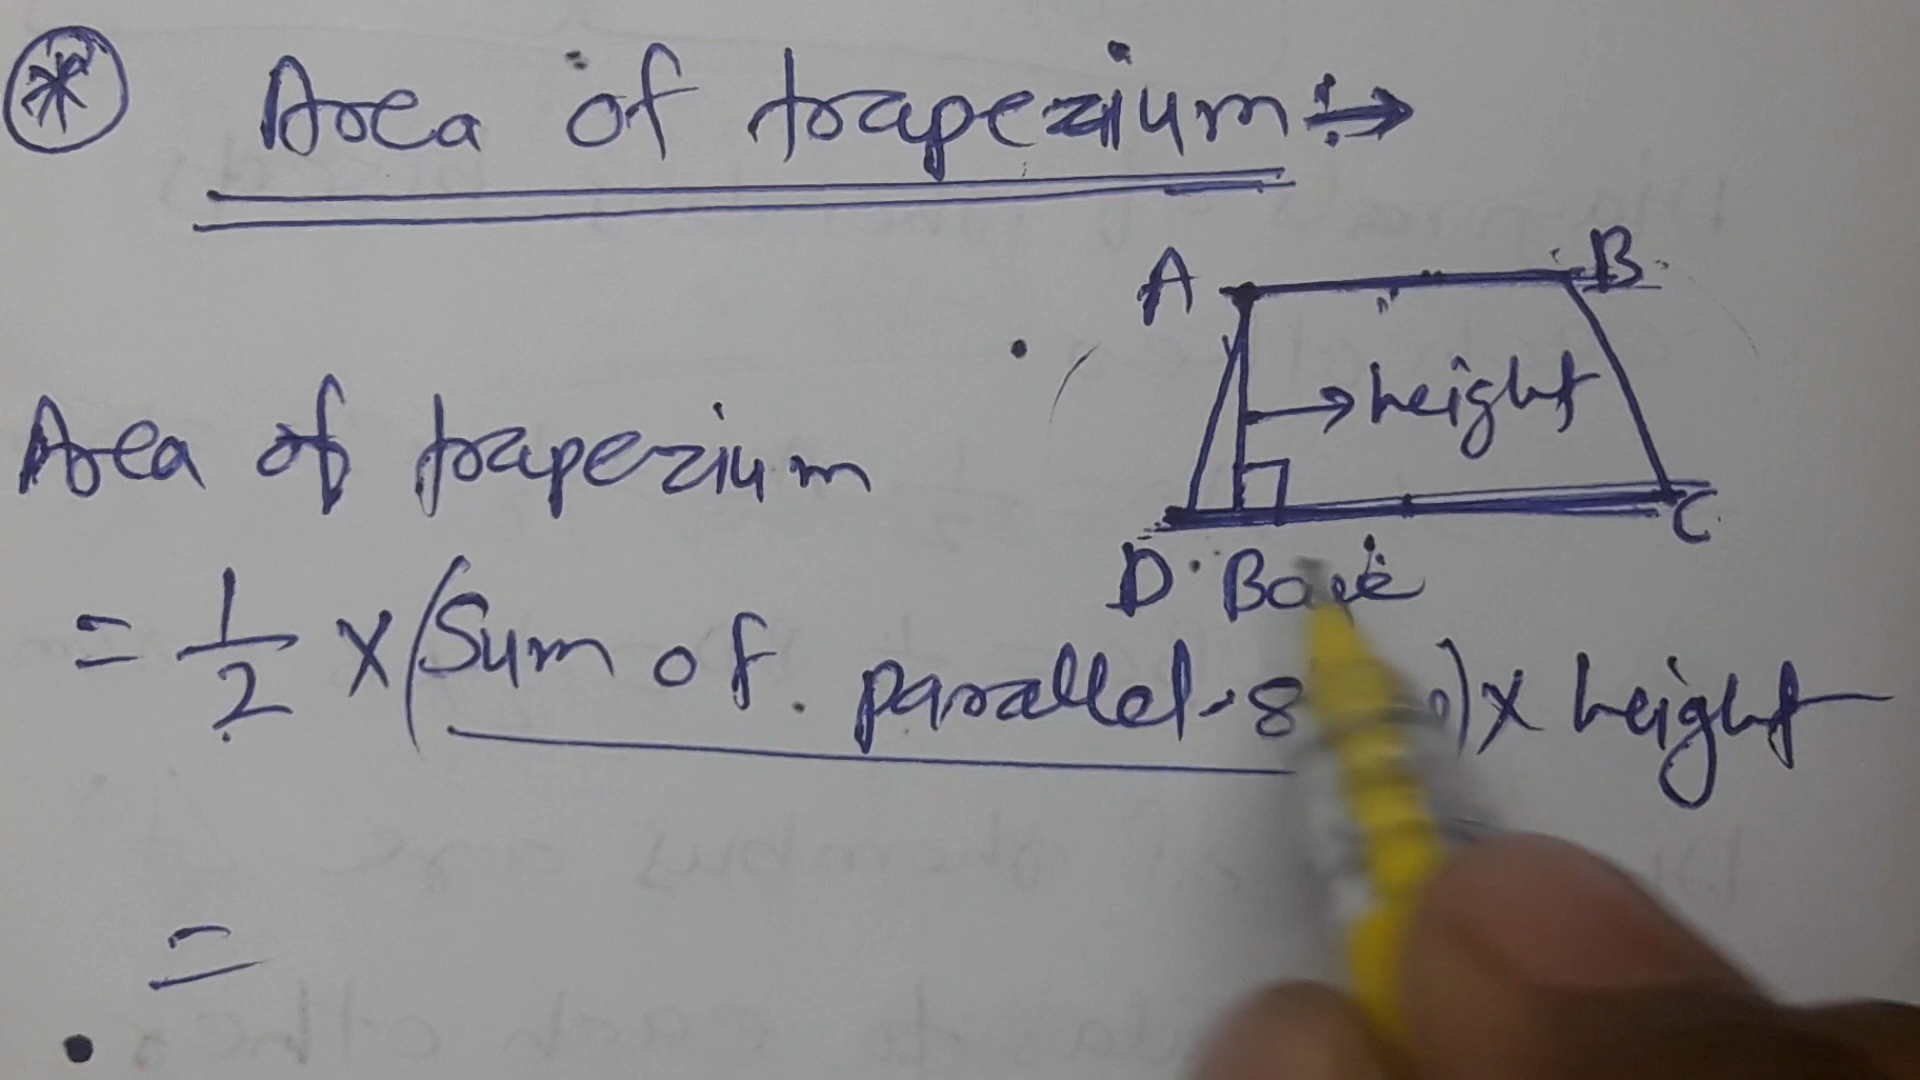 Area of trapezium :→
A B
height
D C
Base
Area of trapezium
= 1/2 × (Sum of parallel ) × height
=